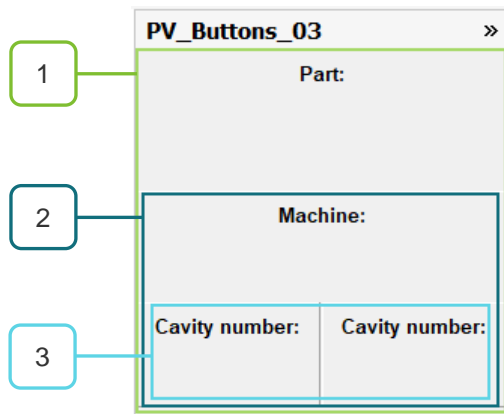 PV_Buttons_03 »
1
Part:
2
Machine:
3
Cavity number: Cavity number: